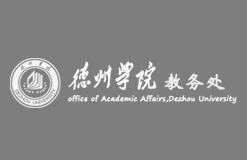 德州学院 教务处
office of Academic Affairs,Dezhou University